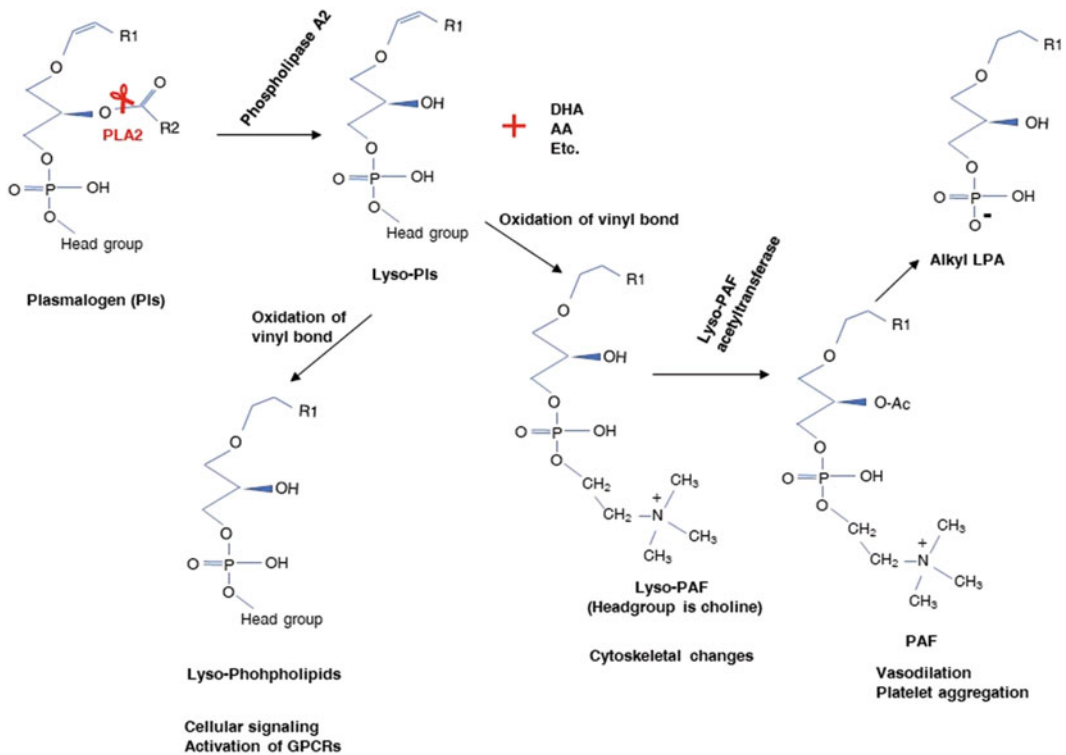 R1
O
O
O
PLA2
R2
O
O
P
OH
O
Head group
Plasmalogen (Pls)
Phospholipase A2
R1
O
OH
O
O
P
OH
O
Head group
Lyso-Pls
+
DHA
AA
Etc.
Oxidation of vinyl bond
Oxidation of
vinyl bond
R1
O
OH
O
O
P
OH
O
Head group
Lyso-Phohpholipids
Cellular signaling
Activation of GPCRs
R1
O
OH
O
O
P
OH
O
CH2
CH2
N
+
CH3
CH3
CH3
Lyso-PAF
(Headgroup is choline)
Cytoskeletal changes
Lyso-PAF
acetyltransferase
R1
O
O-Ac
O
O
P
OH
O
CH2
CH2
N
+
CH3
CH3
CH3
PAF
Vasodilation
Platelet aggregation
R1
O
OH
O
O
P
OH
O
-
Alkyl LPA